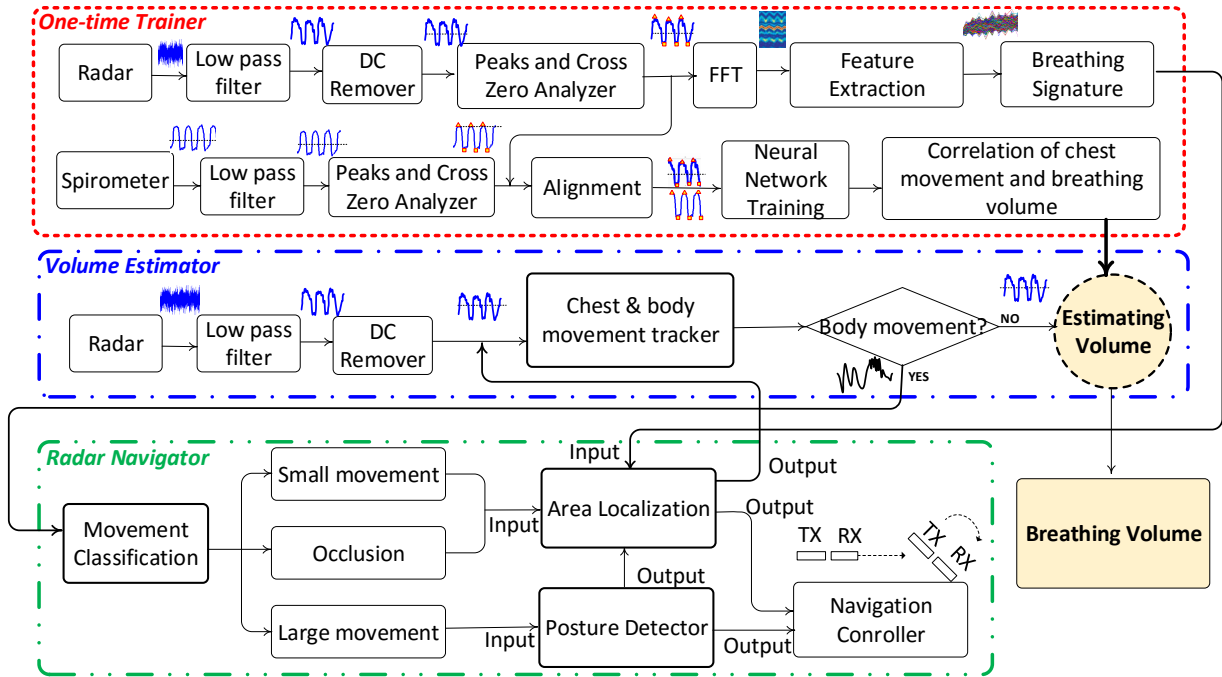 One-time Trainer
Radar
Low pass
filter
DC
Remover
Peaks and Cross
Zero Analyzer
FFT
Feature
Extraction
Breathing
Signature
Spirometer
Low pass
filter
Peaks and Cross
Zero Analyzer
Alignment
Neural
Network
Training
Correlation of chest
movement and breathing
volume
Volume Estimator
Radar
Low pass
filter
DC
Remover
Chest & body
movement tracker
Body movement?
NO
YES
Estimating
Volume
Radar Navigator
Movement
Classification
Small movement
Occlusion
Large movement
Input
Input
Input
Area Localization
Output
Output
Output
Posture Detector
Output
TX
RX
TX
RX
Navigation
Conroller
Breathing Volume